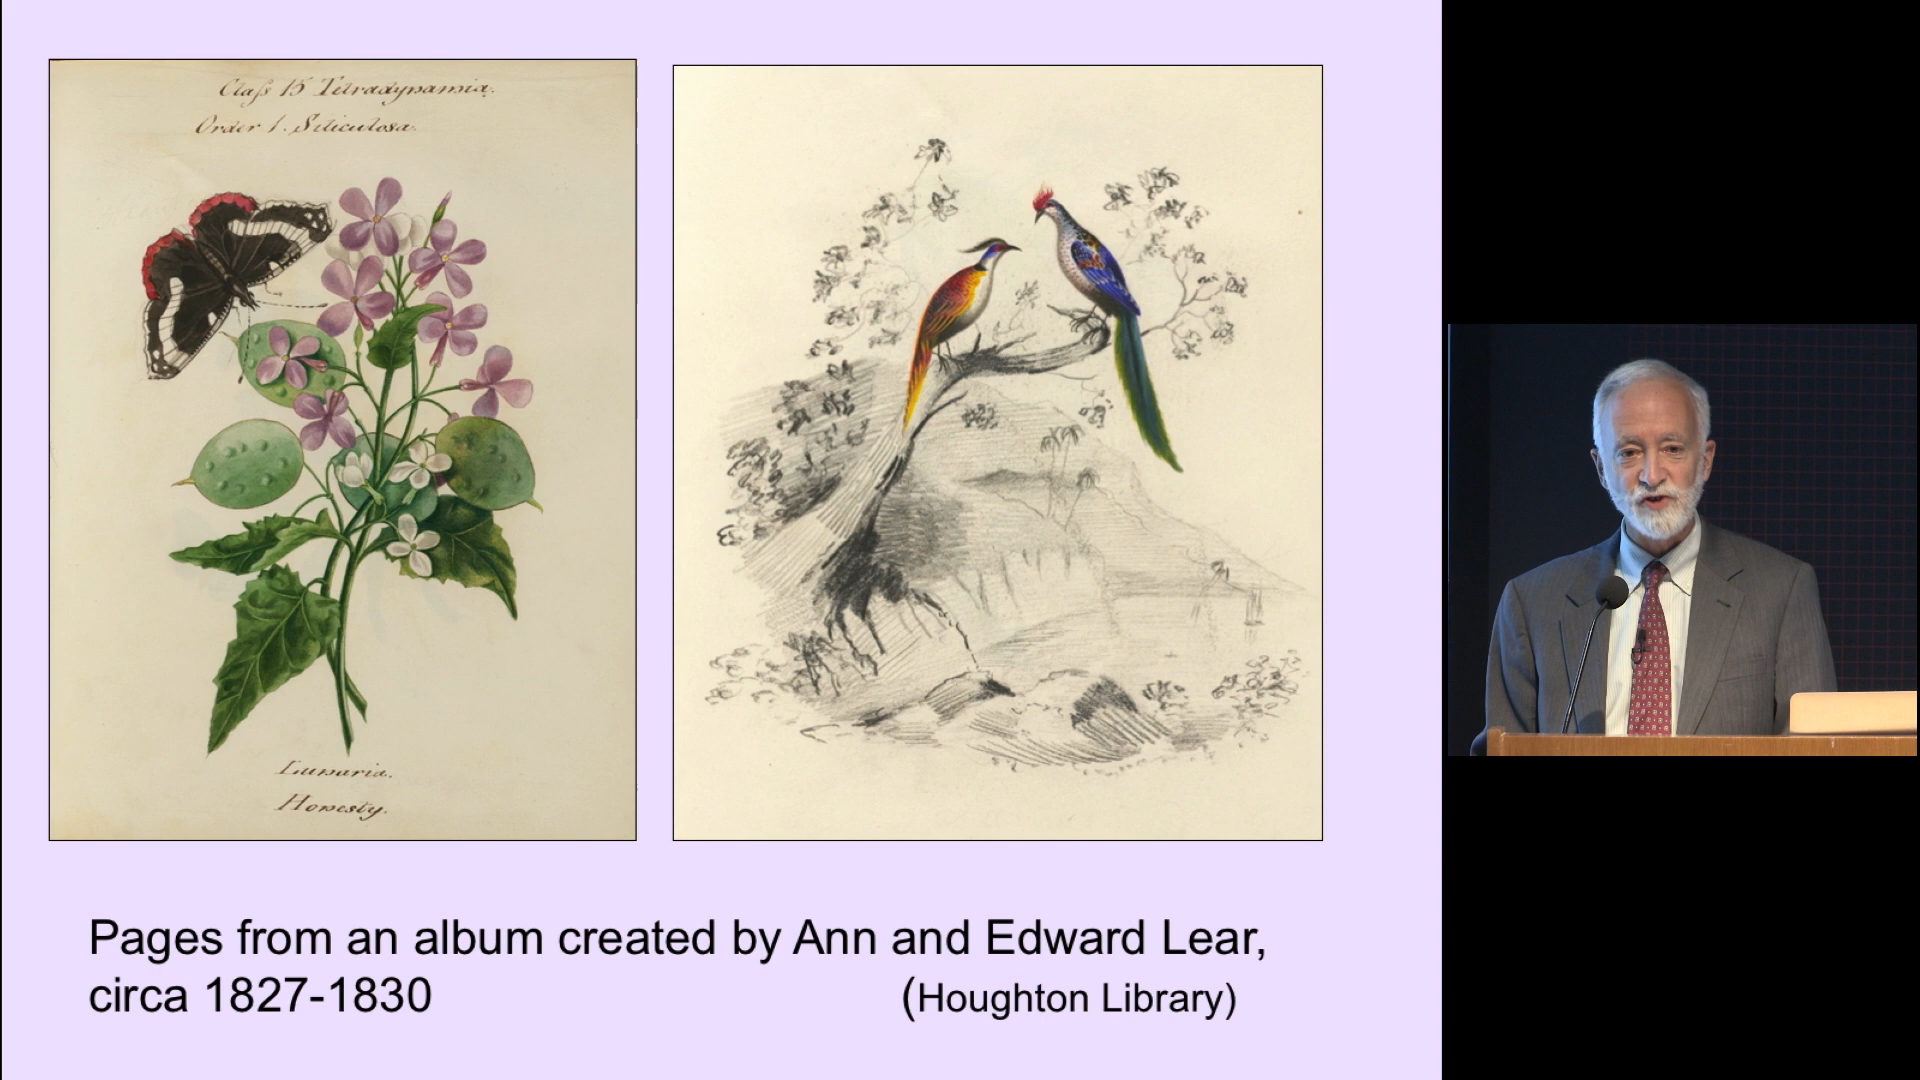 Claſs 15 Tetradynamia.
Order 1. Siliculosa.
Lunaria.
Honesty.
Pages from an album created by Ann and Edward Lear,
circa 1827-1830 (Houghton Library)